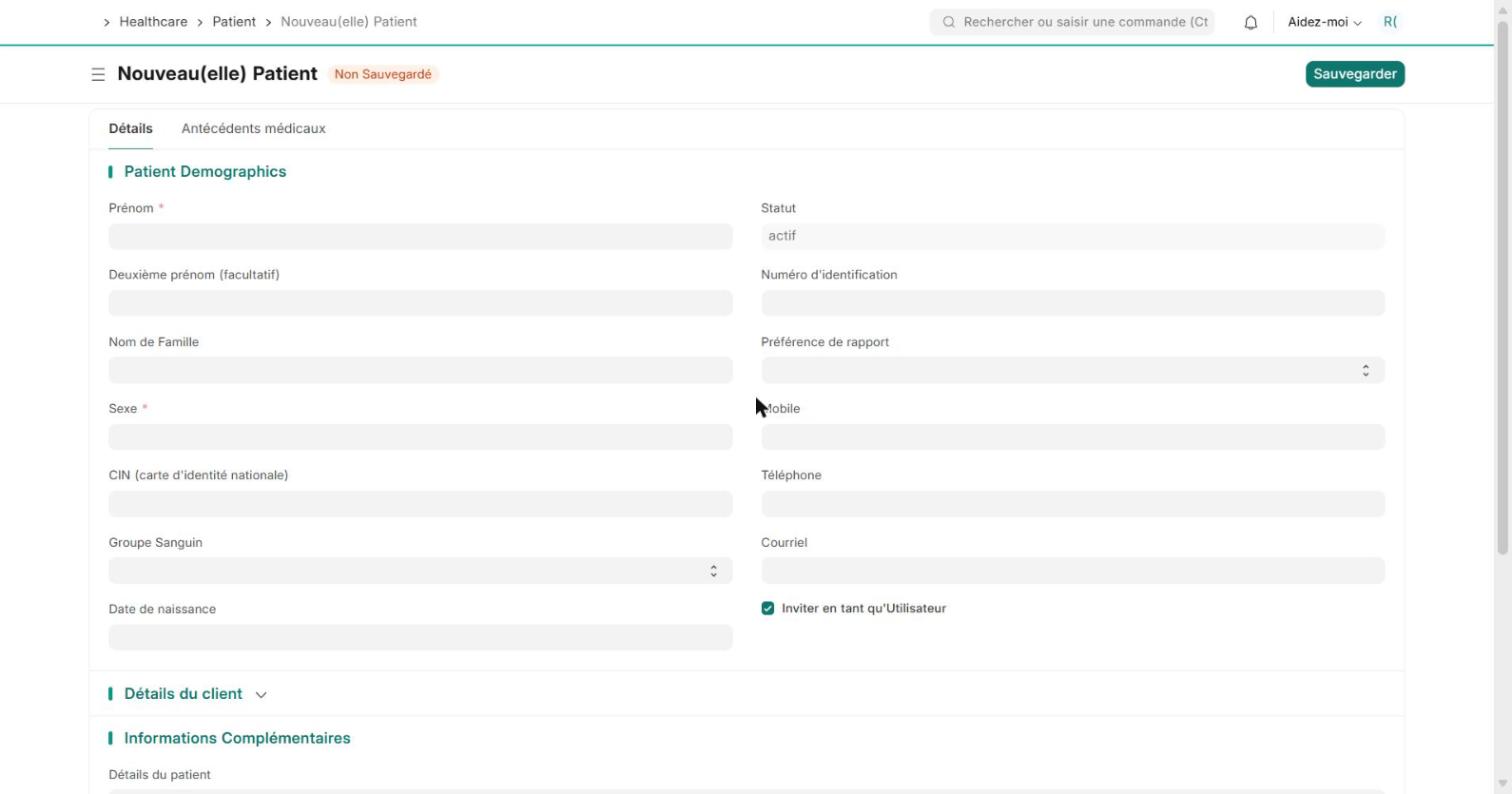 Healthcare > Patient > Nouveau(elle) Patient
Rechercher ou saisir une commande (Ct
Aidez-moi
R(
Nouveau(elle) Patient
Non Sauvegardé
Sauvegarder
Détails
Antécédents médicaux
Patient Demographics
Prénom *
Statut
actif
Deuxième prénom (facultatif)
Numéro d'identification
Nom de Famille
Préférence de rapport
Sexe *
Mobile
CIN (carte d'identité nationale)
Téléphone
Groupe Sanguin
Courriel
Date de naissance
Inviter en tant qu'Utilisateur
Détails du client
Informations Complémentaires
Détails du patient